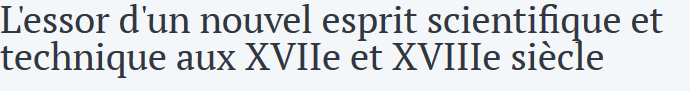 L'essor d'un nouvel esprit scientifique et
technique aux XVIIe et XVIIIe siècle